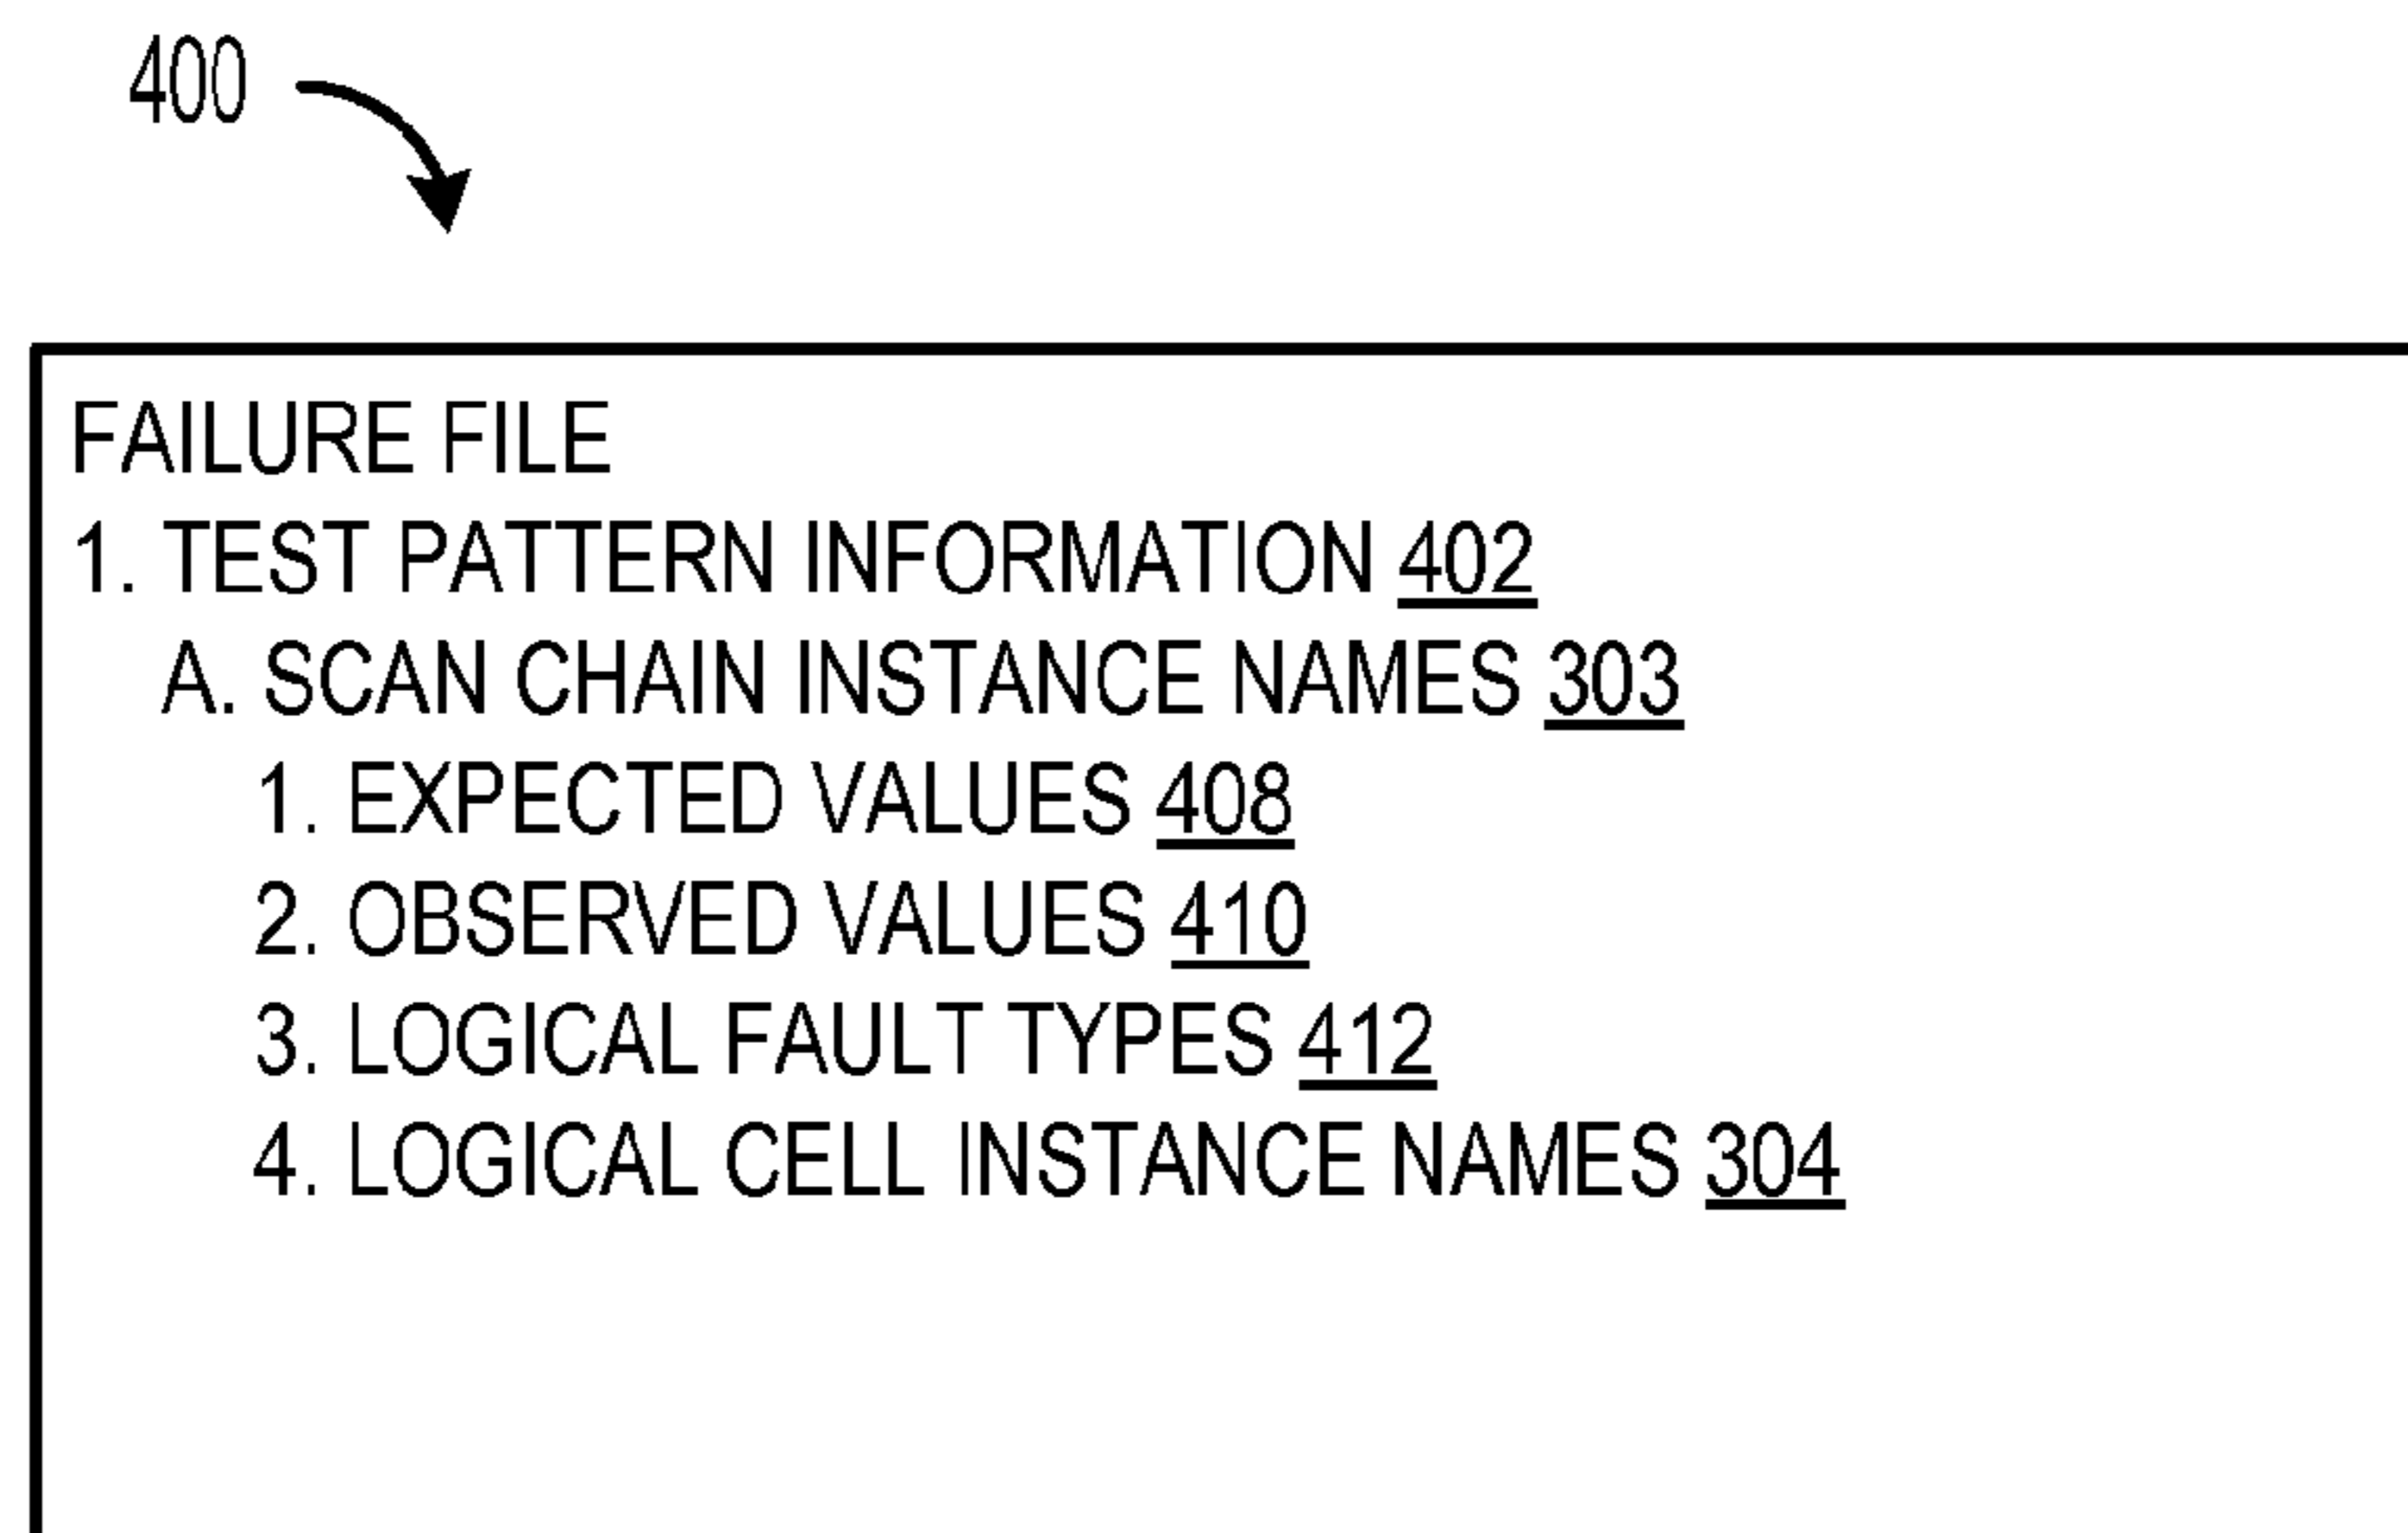 400
FAILURE FILE
1. TEST PATTERN INFORMATION 402
A. SCAN CHAIN INSTANCE NAMES 303
1. EXPECTED VALUES 408
2. OBSERVED VALUES 410
3. LOGICAL FAULT TYPES 412
4. LOGICAL CELL INSTANCE NAMES 304